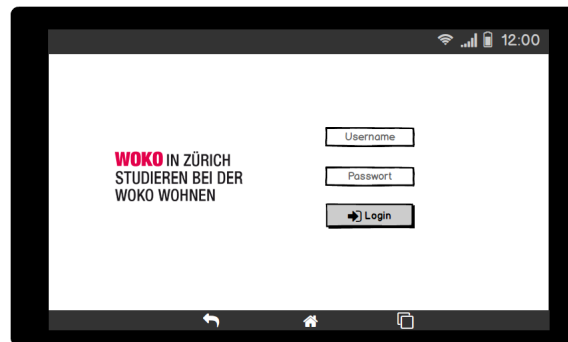 12:00
WOKO IN ZÜRICH
STUDIEREN BEI DER
WOKO WOHNEN
Username
Passwort
Login